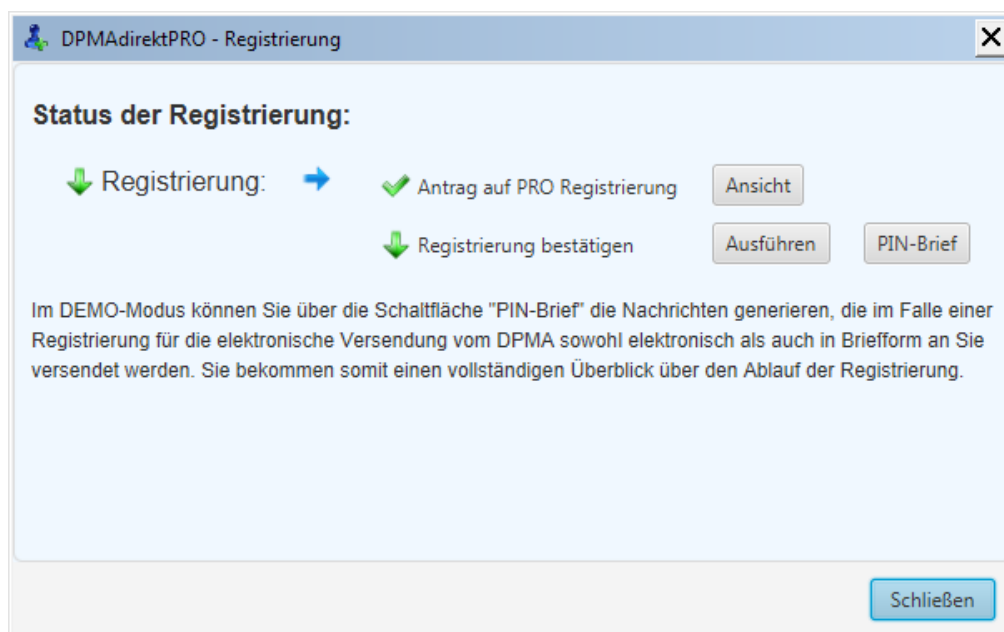 DPMAdirektPRO - Registrierung
Status der Registrierung:
Registrierung:
Antrag auf PRO Registrierung
Ansicht
Registrierung bestätigen
Ausführen
PIN-Brief
Im DEMO-Modus können Sie über die Schaltfläche "PIN-Brief" die Nachrichten generieren, die im Falle einer
Registrierung für die elektronische Versendung vom DPMA sowohl elektronisch als auch in Briefform an Sie
versendet werden. Sie bekommen somit einen vollständigen Überblick über den Ablauf der Registrierung.
Schließen